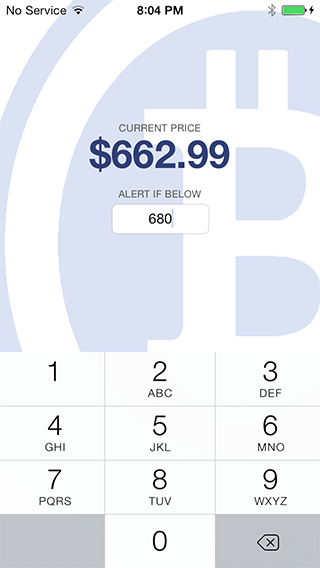 No Service 8:04 PM
CURRENT PRICE
$662.99
ALERT IF BELOW
680
1 2 3
ABC DEF
4 5 6
GHI JKL MNO
7 8 9
PQRS TUV WXYZ
0